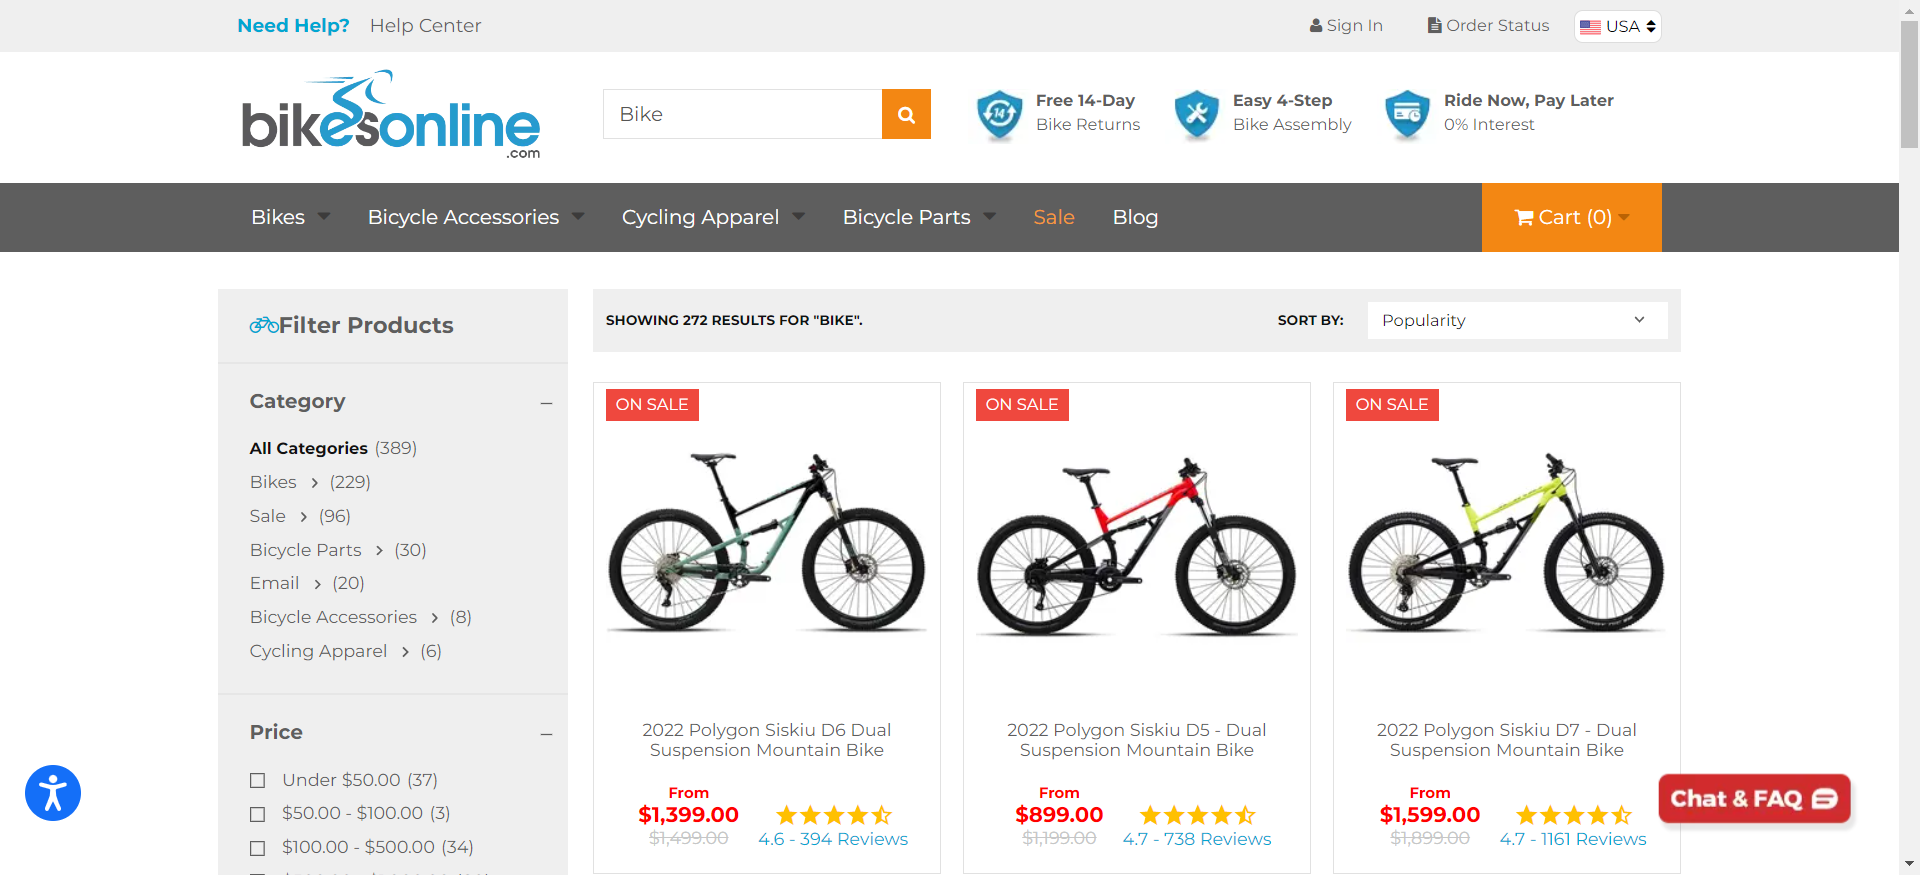 Need Help? Help Center
Sign In
Order Status
USA
bikesonline
.com
Bike
14
Free 14-Day
Bike Returns
Easy 4-Step
Bike Assembly
Ride Now, Pay Later
0% Interest
Bikes
Bicycle Accessories
Cycling Apparel
Bicycle Parts
Sale
Blog
Cart (0)
Filter Products
Category
All Categories (389)
Bikes > (229)
Sale > (96)
Bicycle Parts > (30)
Email > (20)
Bicycle Accessories > (8)
Cycling Apparel > (6)
Price
Under $50.00 (37)
$50.00 - $100.00 (3)
$100.00 - $500.00 (34)
SHOWING 272 RESULTS FOR "BIKE".
SORT BY:
Popularity
ON SALE
2022 Polygon Siskiu D6 Dual
Suspension Mountain Bike
From
$1,399.00
$1,499.00
4.6 - 394 Reviews
ON SALE
2022 Polygon Siskiu D5 - Dual
Suspension Mountain Bike
From
$899.00
$1,199.00
4.7 - 738 Reviews
ON SALE
2022 Polygon Siskiu D7 - Dual
Suspension Mountain Bike
From
$1,599.00
$1,899.00
4.7 - 1161 Reviews
Chat & FAQ